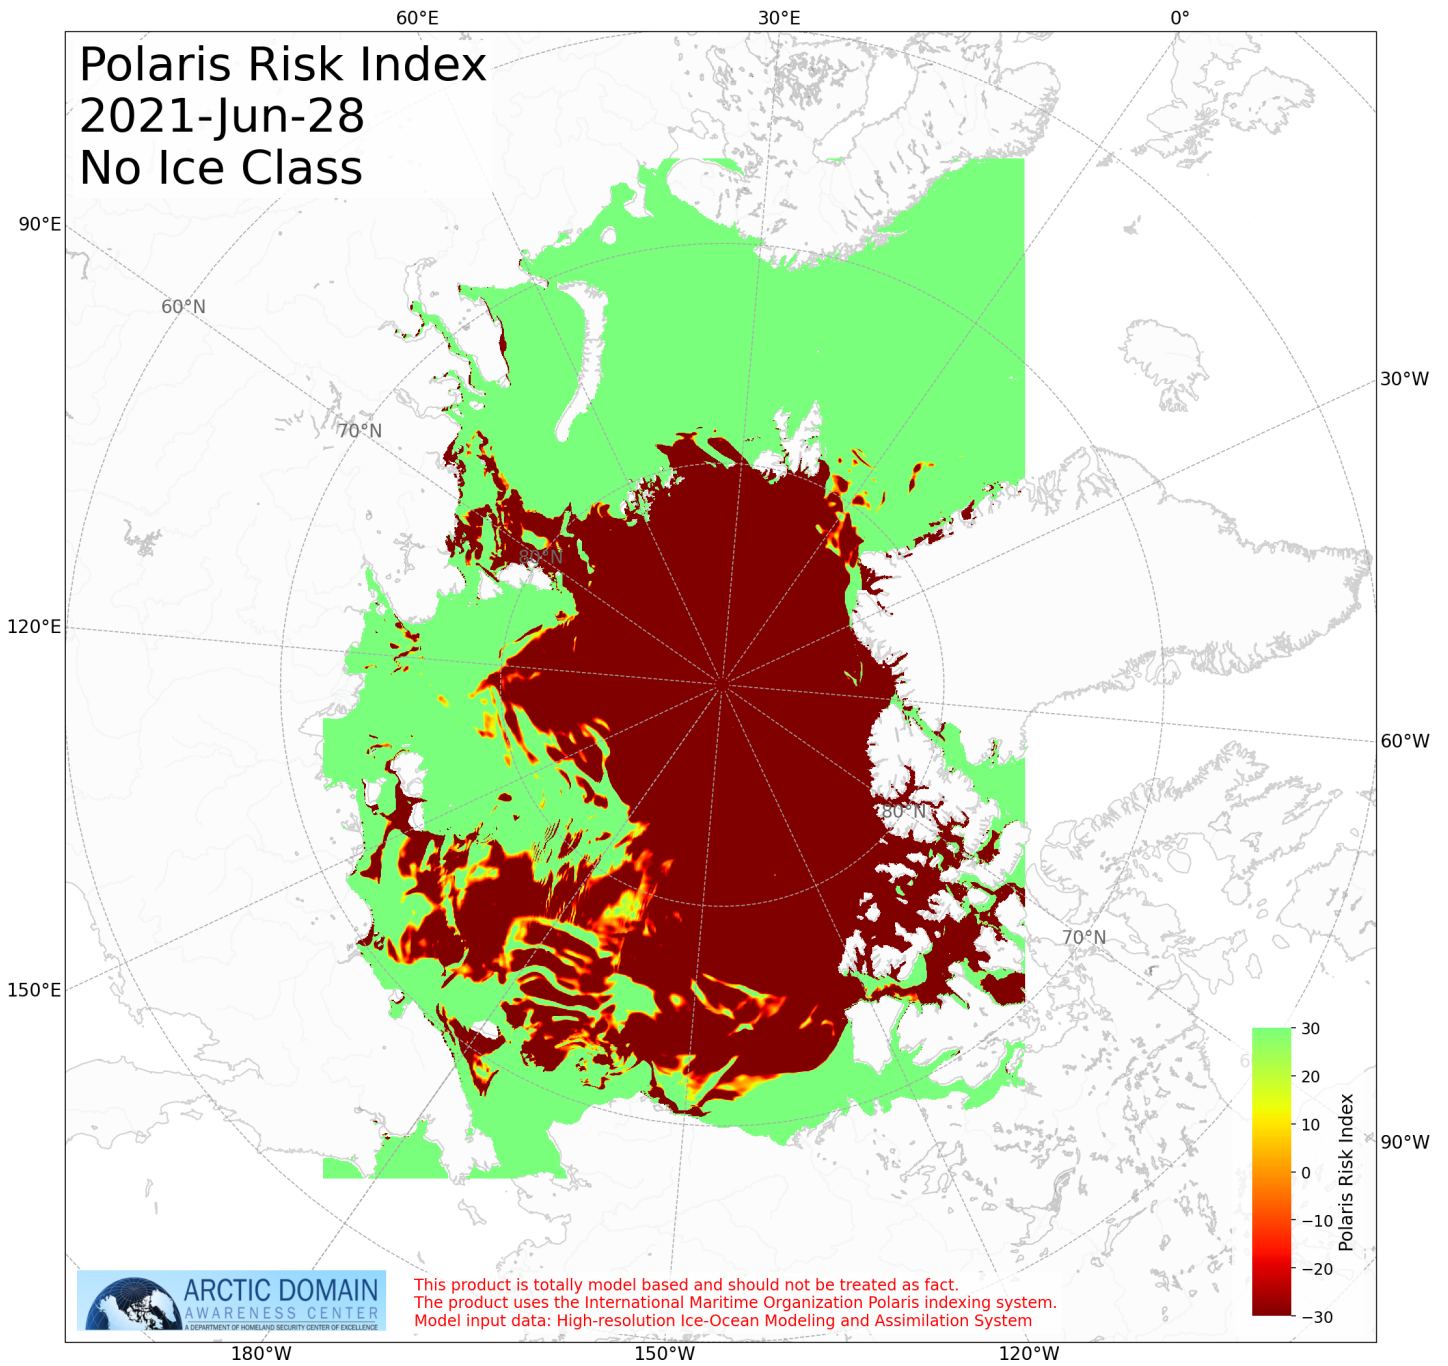 60°E 30°E 0°
Polaris Risk Index
2021-Jun-28
No Ice Class
90°E
60°N
30°W
70°N
80°N
120°E
60°W
80°N
70°N
150°E
30
20
10
0
−10
−20
−30
Polaris Risk Index
90°W
ARCTIC DOMAIN
AWARENESS CENTER
A DEPARTMENT OF HOMELAND SECURITY CENTER OF EXCELLENCE
This product is totally model based and should not be treated as fact.
The product uses the International Maritime Organization Polaris indexing system.
Model input data: High-resolution Ice-Ocean Modeling and Assimilation System
180°W 150°W 120°W